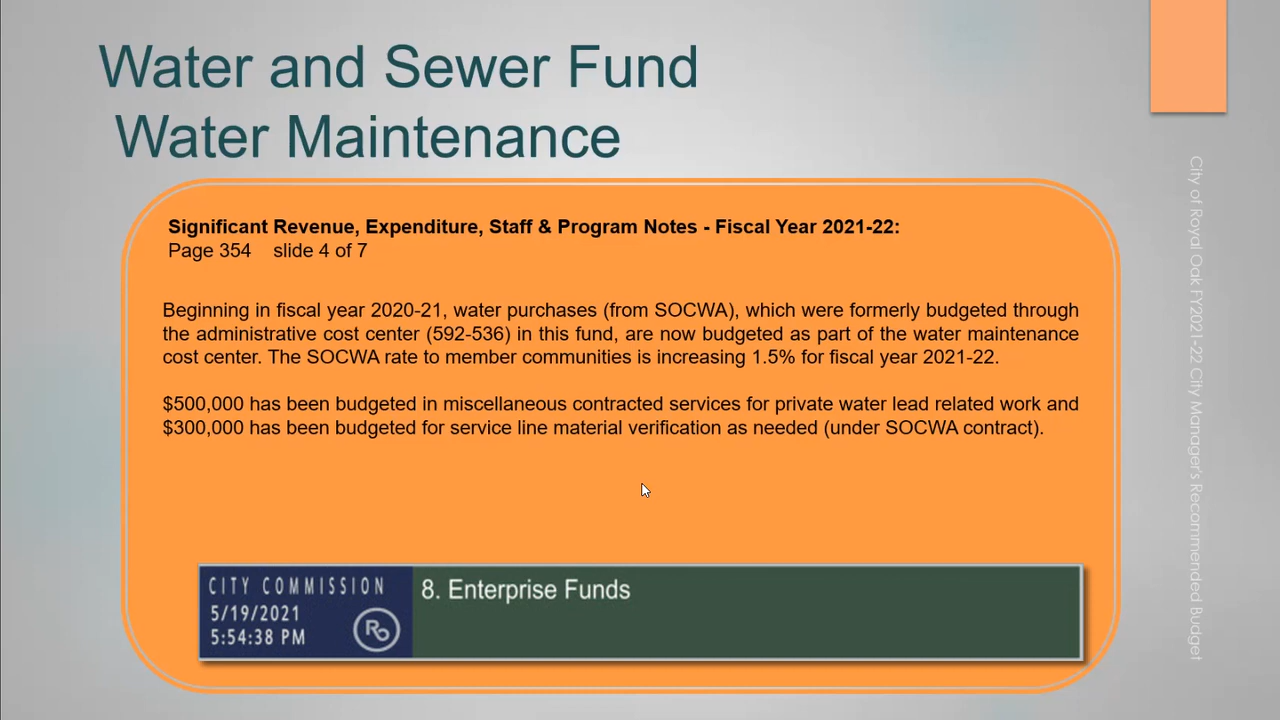 Water and Sewer Fund
Water Maintenance
Significant Revenue, Expenditure, Staff & Program Notes - Fiscal Year 2021-22:
Page 354 slide 4 of 7
Beginning in fiscal year 2020-21, water purchases (from SOCWA), which were formerly budgeted through
the administrative cost center (592-536) in this fund, are now budgeted as part of the water maintenance
cost center. The SOCWA rate to member communities is increasing 1.5% for fiscal year 2021-22.
$500,000 has been budgeted in miscellaneous contracted services for private water lead related work and
$300,000 has been budgeted for service line material verification as needed (under SOCWA contract).
CITY COMMISSION
5/19/2021
5:54:38 PM
RO
8. Enterprise Funds
City of Royal Oak FY2021-22 City Manager's Recommended Budget